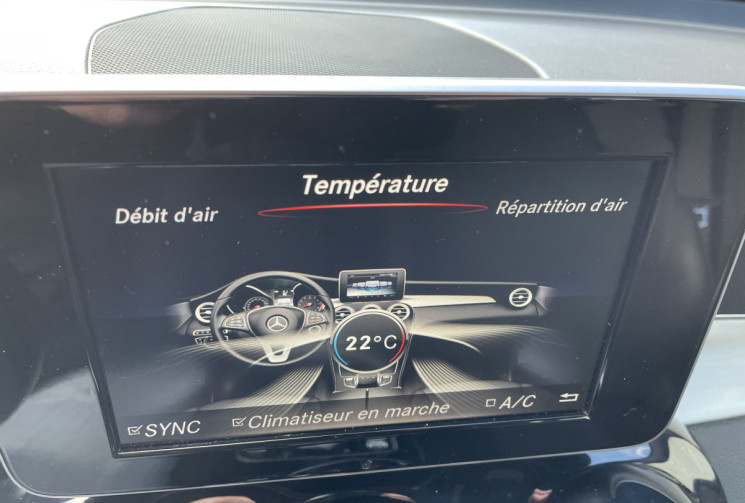 Température
Débit d'air
Répartition d'air
22°C
SYNC
Climatiseur en marche
A/C